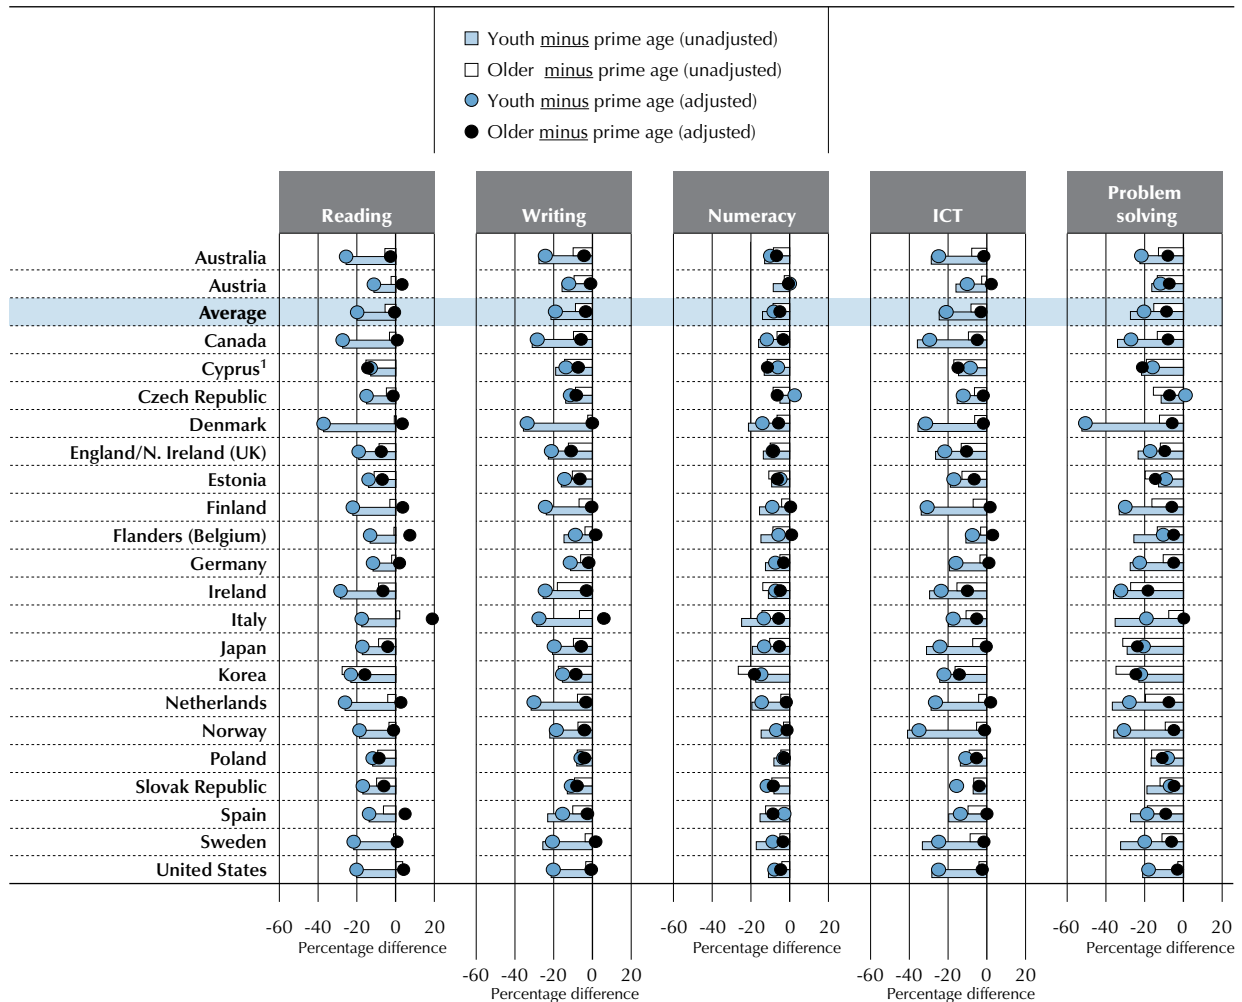 Youth minus prime age (unadjusted)
Older minus prime age (unadjusted)
Youth minus prime age (adjusted)
Older minus prime age (adjusted)
Reading
Writing
Numeracy
ICT
Problem
solving
Australia
Austria
Average
Canada
Cyprus1
Czech Republic
Denmark
England/N. Ireland (UK)
Estonia
Finland
Flanders (Belgium)
Germany
Ireland
Italy
Japan
Korea
Netherlands
Norway
Poland
Slovak Republic
Spain
Sweden
United States
-60 -40 -20 0 20
Percentage difference
-60 -40 -20 0 20
Percentage difference
-60 -40 -20 0 20
Percentage difference
-60 -40 -20 0 20
Percentage difference
-60 -40 -20 0 20
Percentage difference